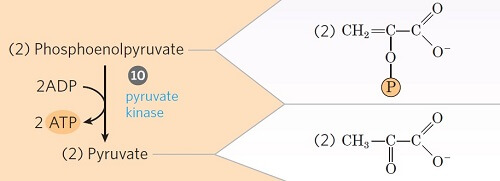 (2) Phosphoenolpyruvate
10
2ADP
pyruvate
kinase
2 ATP
(2) Pyruvate
(2) CH₂=C–C
O
O⁻
O
P
(2) CH₃–C–C
O
O⁻
O